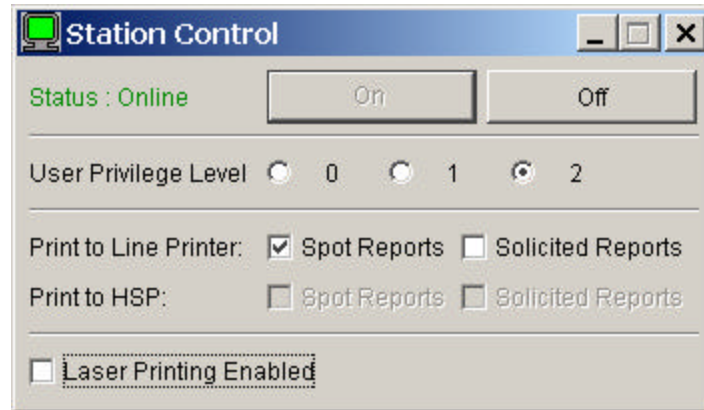 Station Control
Status : Online On Off
User Privilege Level 0 1 2
Print to Line Printer: Spot Reports Solicited Reports
Print to HSP: Spot Reports Solicited Reports
Laser Printing Enabled